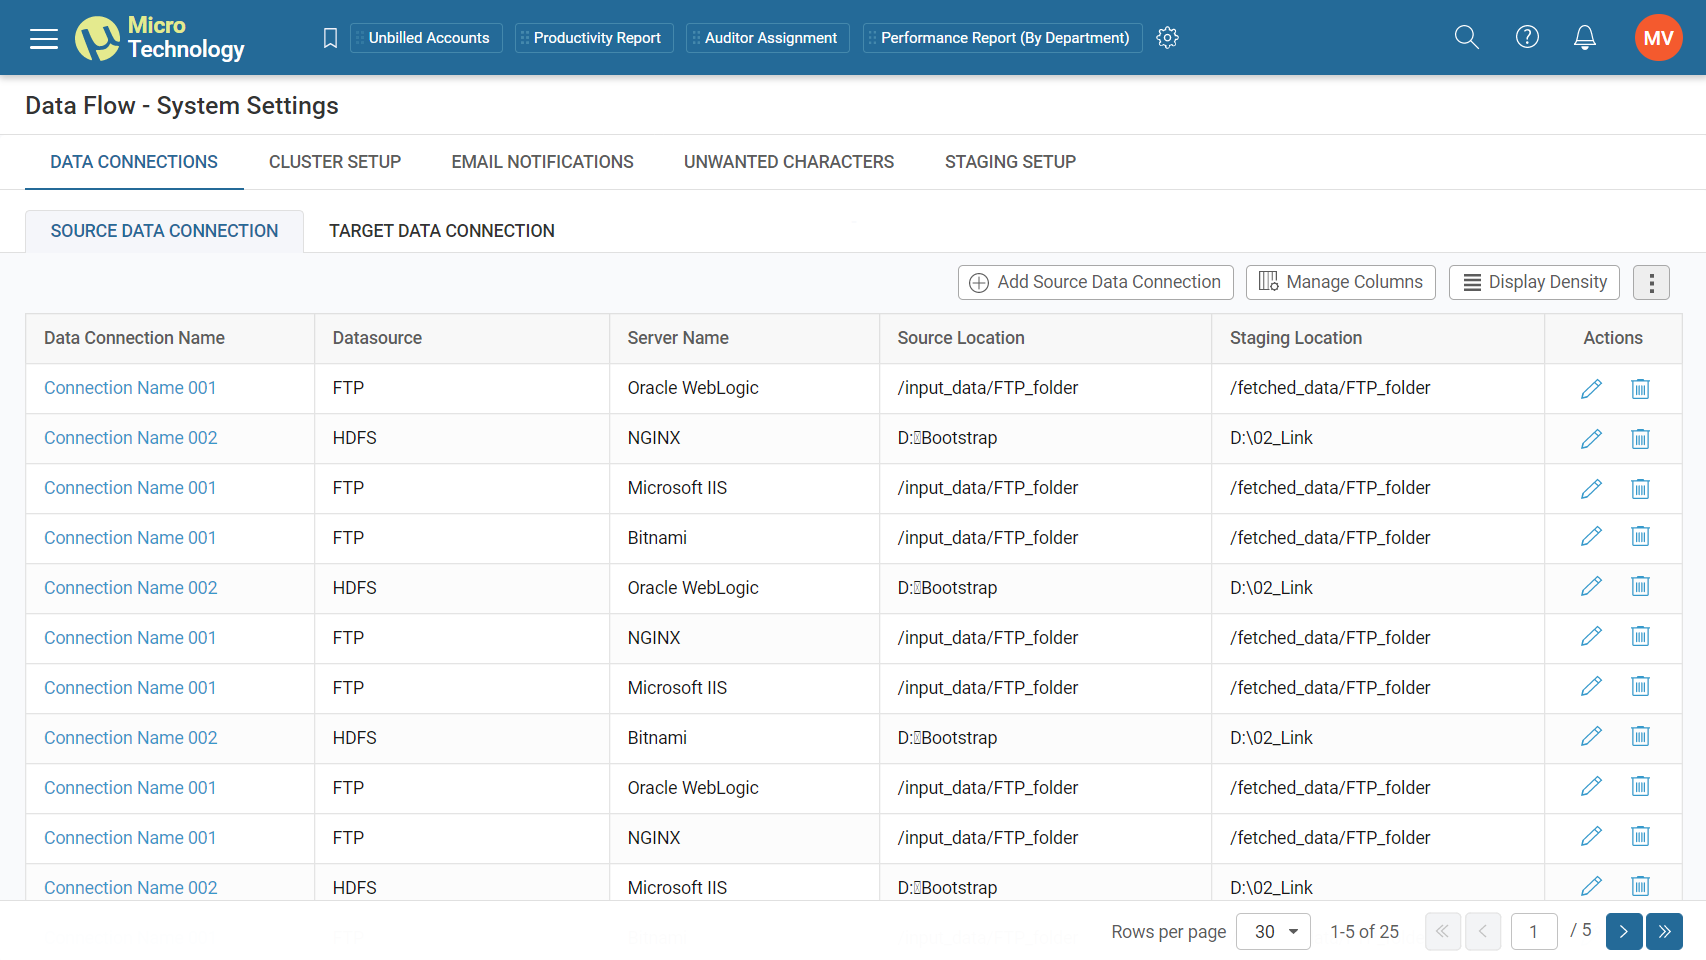 Micro
Technology
Unbilled Accounts
Productivity Report
Auditor Assignment
Performance Report (By Department)
MV
Data Flow - System Settings
DATA CONNECTIONS CLUSTER SETUP EMAIL NOTIFICATIONS UNWANTED CHARACTERS STAGING SETUP
SOURCE DATA CONNECTION TARGET DATA CONNECTION
Add Source Data Connection Manage Columns Display Density
Data Connection Name Datasource Server Name Source Location Staging Location Actions
Connection Name 001 FTP Oracle WebLogic /input_data/FTP_folder /fetched_data/FTP_folder
Connection Name 002 HDFS NGINX D:▯Bootstrap D:\02_Link
Connection Name 001 FTP Microsoft IIS /input_data/FTP_folder /fetched_data/FTP_folder
Connection Name 001 FTP Bitnami /input_data/FTP_folder /fetched_data/FTP_folder
Connection Name 002 HDFS Oracle WebLogic D:▯Bootstrap D:\02_Link
Connection Name 001 FTP NGINX /input_data/FTP_folder /fetched_data/FTP_folder
Connection Name 001 FTP Microsoft IIS /input_data/FTP_folder /fetched_data/FTP_folder
Connection Name 002 HDFS Bitnami D:▯Bootstrap D:\02_Link
Connection Name 001 FTP Oracle WebLogic /input_data/FTP_folder /fetched_data/FTP_folder
Connection Name 001 FTP NGINX /input_data/FTP_folder /fetched_data/FTP_folder
Connection Name 002 HDFS Microsoft IIS D:▯Bootstrap D:\02_Link
Rows per page 30 1-5 of 25 1 / 5